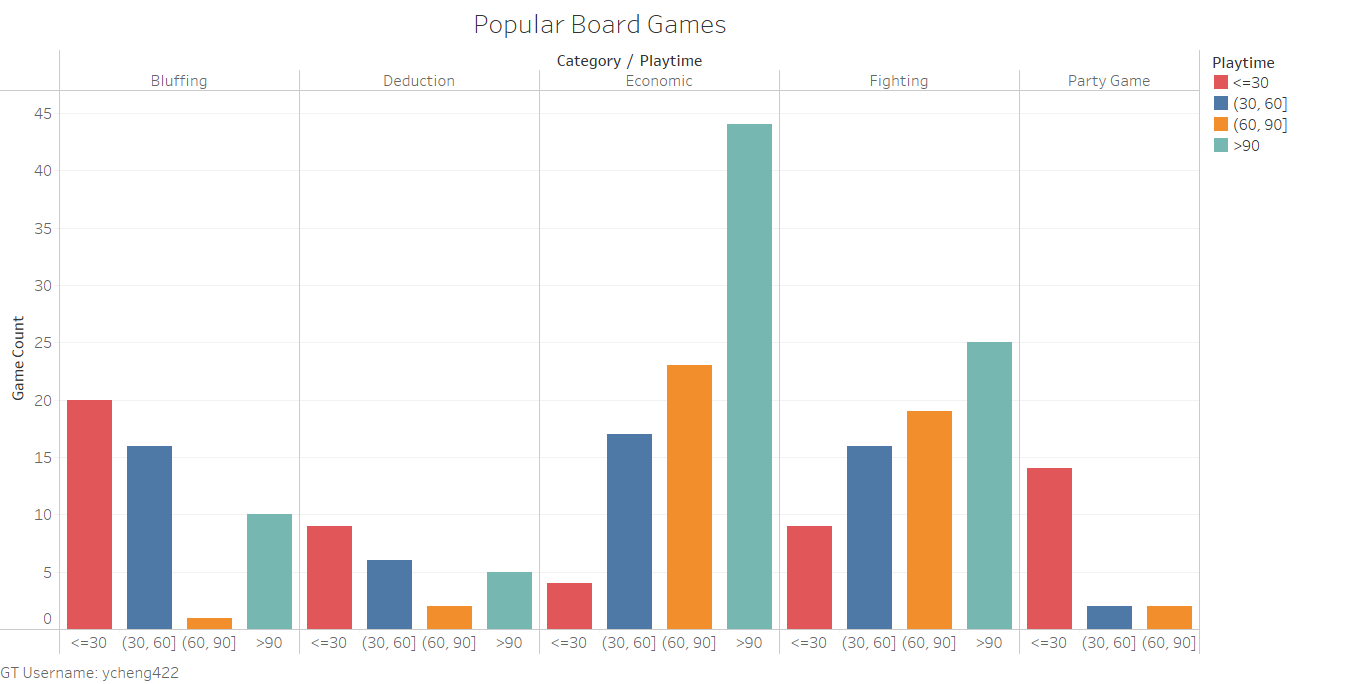 Popular Board Games
Category / Playtime
Bluffing Deduction Economic Fighting Party Game
Playtime
<=30
(30, 60]
(60, 90]
>90
Game Count
45
40
35
30
25
20
15
10
5
0
<=30 (30, 60] (60, 90] >90 <=30 (30, 60] (60, 90] >90 <=30 (30, 60] (60, 90] >90 <=30 (30, 60] (60, 90] >90 <=30 (30, 60] (60, 90]
GT Username: ycheng422